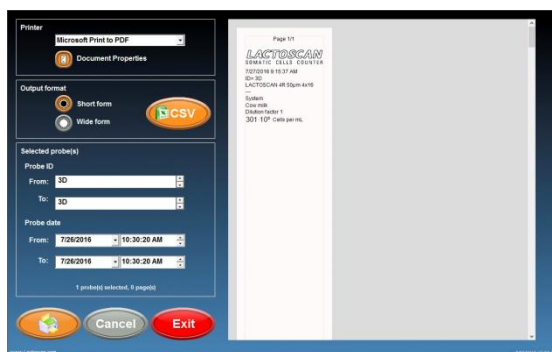 Printer
Microsoft Print to PDF
Document Properties
Output format
Short form
Wide form
CSV
Selected probe(s)
Probe ID
From: 3D
To: 3D
Probe date
From: 7/26/2016 10:30:20 AM
To: 7/26/2016 10:30:20 AM
1 probe(s) selected, 0 page(s)
Cancel
Exit
Page 1/1
LACTOSCAN
SOMATIC CELLS COUNTER
7/27/2016 9:15:37 AM
ID= 3D
LACTOSCAN 4R 50µm 4x16
---
System
Cow milk
Dilution factor 1
Cells per mL